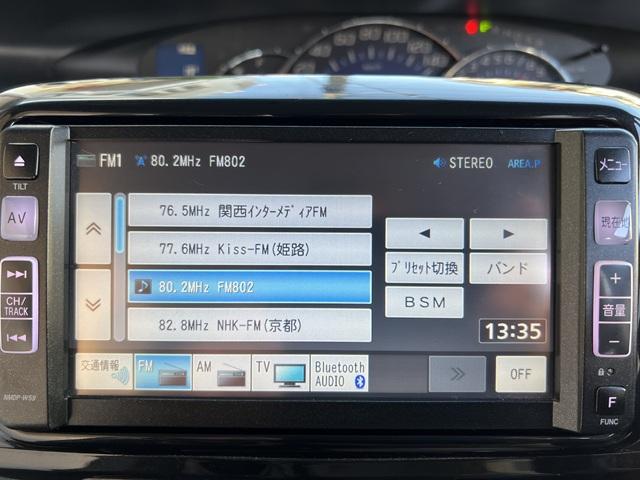 FM1 80.2MHz FM802 STEREO AREA.P
TILT
メニュー
AV
現在地
76.5MHz 関西インターメディアFM
77.6MHz Kiss-FM(姫路)
80.2MHz FM802
82.8MHz NHK-FM(京都)
プリセット切換
バンド
BSM
13:35
CH/
TRACK
+
音量
−
交通情報
FM
AM
TV
Bluetooth
AUDIO
OFF
NMDP-W59
F
FUNC